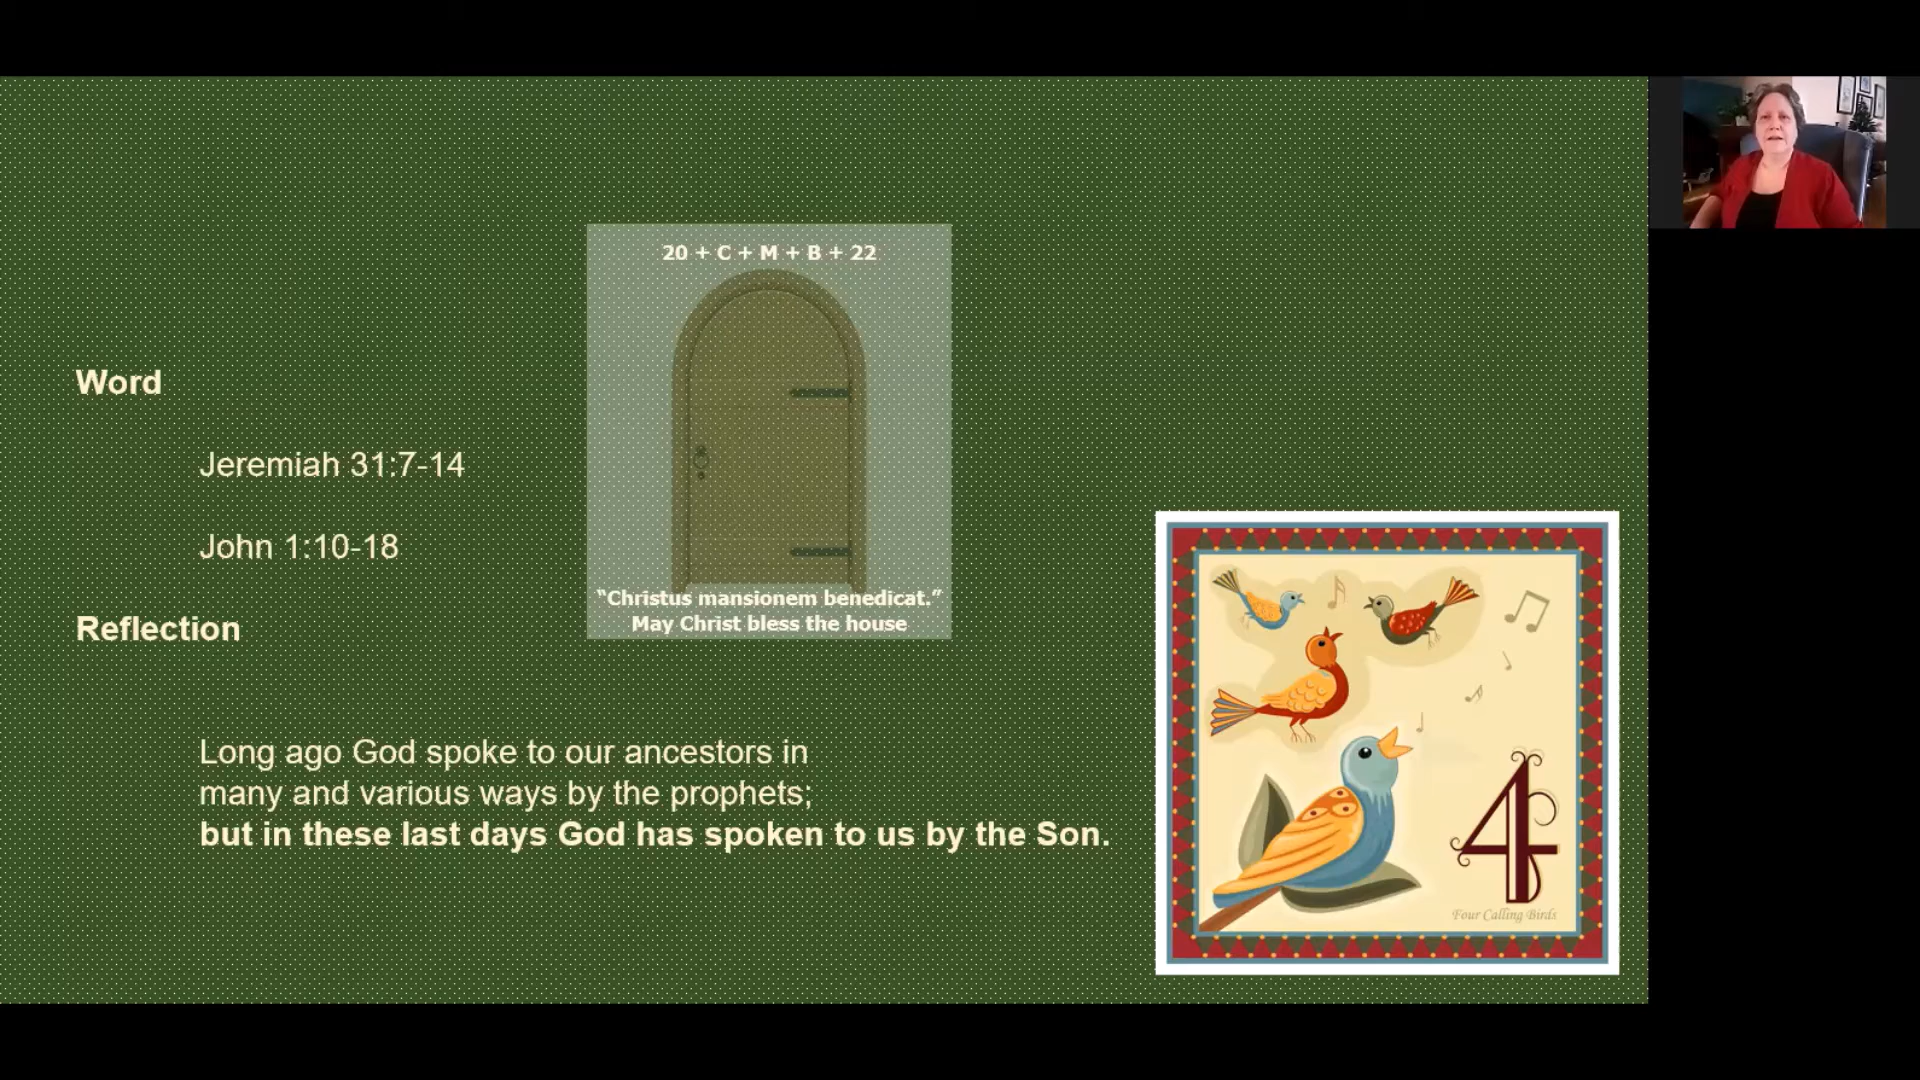 20 + C + M + B + 22
Word
Jeremiah 31:7-14
John 1:10-18
"Christus mansionem benedicat."
May Christ bless the house
Reflection
Long ago God spoke to our ancestors in
many and various ways by the prophets;
but in these last days God has spoken to us by the Son.
4
Four Calling Birds